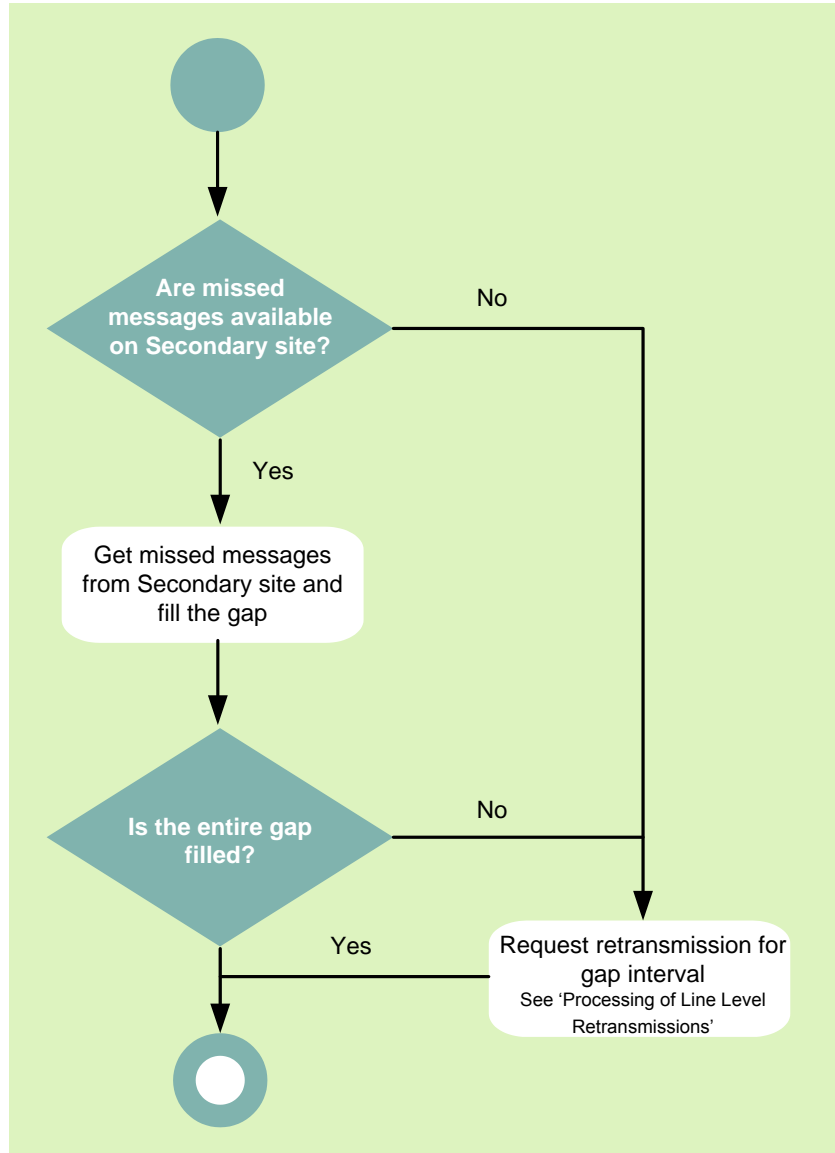 Are missed
messages available
on Secondary site?
No
Yes
Get missed messages
from Secondary site and
fill the gap
Is the entire gap
filled?
No
Yes
Request retransmission for
gap interval
See ‘Processing of Line Level
Retransmissions’